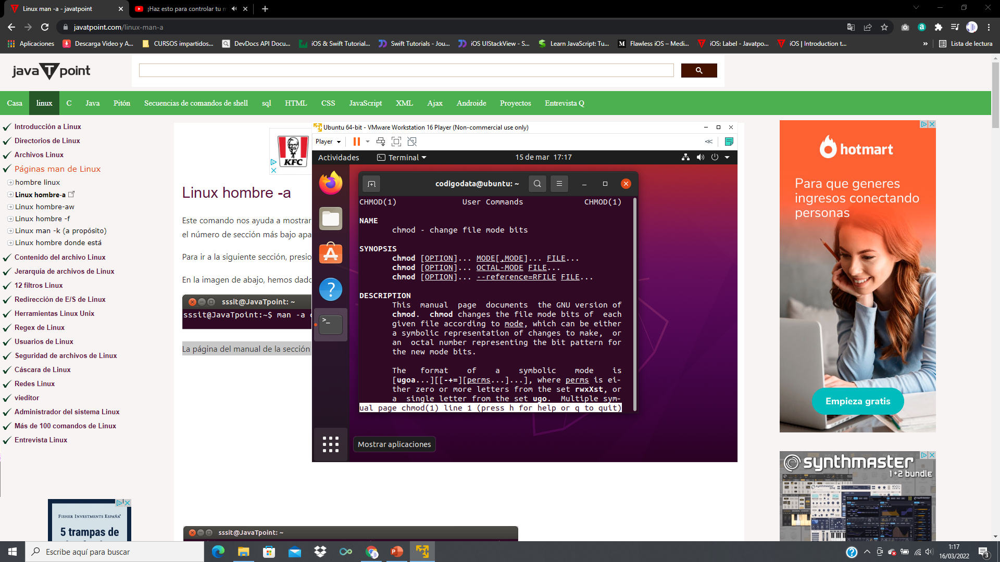 Linux man -a - javatpoint
¡Haz esto para controlar tu m
javatpoint.com/linux-man-a
Aplicaciones
Descarga Video y A...
CURSOS impartidos...
DevDocs API Docu...
iOS & Swift Tutorial...
Swift Tutorials - Jou...
iOS UIStackView - S...
Learn JavaScript: Tu...
Flawless iOS – Medi...
iOS: Label - Javatpo...
iOS | Introduction t...
»
Lista de lectura
javaTpoint
Casa
linux
C
Java
Pitón
Secuencias de comandos de shell
sql
HTML
CSS
JavaScript
XML
Ajax
Androide
Proyectos
Entrevista Q
Introducción a Linux
Directorios de Linux
Archivos Linux
Páginas man de Linux
hombre linux
Linux hombre-a
Linux hombre-aw
Linux hombre -f
Linux man -k (a propósito)
Linux hombre donde está
Contenido del archivo Linux
Jerarquía de archivos de Linux
12 filtros Linux
Redirección de E/S de Linux
Herramientas Linux Unix
Regex de Linux
Usuarios de Linux
Seguridad de archivos de Linux
Cáscara de Linux
Redes Linux
vieditor
Administrador del sistema Linux
Más de 100 comandos de Linux
Entrevista Linux
FISHER INVESTMENTS ESPAÑA
5 trampas de
KFC
Linux hombre -a
Este comando nos ayuda a mostrar
el número de sección más bajo apa
Para ir a la siguiente sección, presio
En la imagen de abajo, hemos dado
sssit@JavaTpoint: ~
sssit@JavaTpoint:~$ man -a c
La página del manual de la sección
sssit@JavaTpoint: ~
Ubuntu 64-bit - VMware Workstation 16 Player (Non-commercial use only)
Player
Actividades
Terminal
15 de mar 17:17
codigodata@ubuntu: ~
CHMOD(1) User Commands CHMOD(1)
NAME
chmod - change file mode bits
SYNOPSIS
chmod [OPTION]... MODE[,MODE]... FILE...
chmod [OPTION]... OCTAL-MODE FILE...
chmod [OPTION]... --reference=RFILE FILE...
DESCRIPTION
This manual page documents the GNU version of
chmod. chmod changes the file mode bits of each
given file according to mode, which can be either
a symbolic representation of changes to make, or
an octal number representing the bit pattern for
the new mode bits.
The format of a symbolic mode is
[ugoa...][[-+=][perms...]...], where perms is ei-
ther zero or more letters from the set rwxXst, or
a single letter from the set ugo. Multiple sym-
ual page chmod(1) line 1 (press h for help or q to quit)
Mostrar aplicaciones
hotmart
Para que generes
ingresos conectando
personas
Empieza gratis
synthmaster
1+2 bundle
Escribe aquí para buscar
1:17
16/03/2022
3